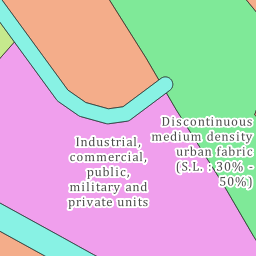 Discontinuous
medium density
urban fabric
(S.L. : 30% -
50%)
Industrial,
commercial,
public,
military and
private units